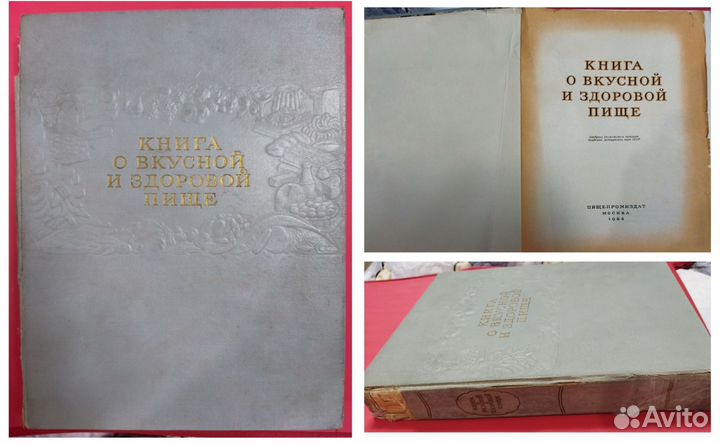 КНИГА
О ВКУСНОЙ
И ЗДОРОВОЙ
ПИЩЕ
КНИГА
О ВКУСНОЙ
И ЗДОРОВОЙ
ПИЩЕ
ПИЩЕПРОМИЗДАТ
МОСКВА
КНИГА
О ВКУСНОЙ
И ЗДОРОВОЙ
ПИЩЕ
Avito